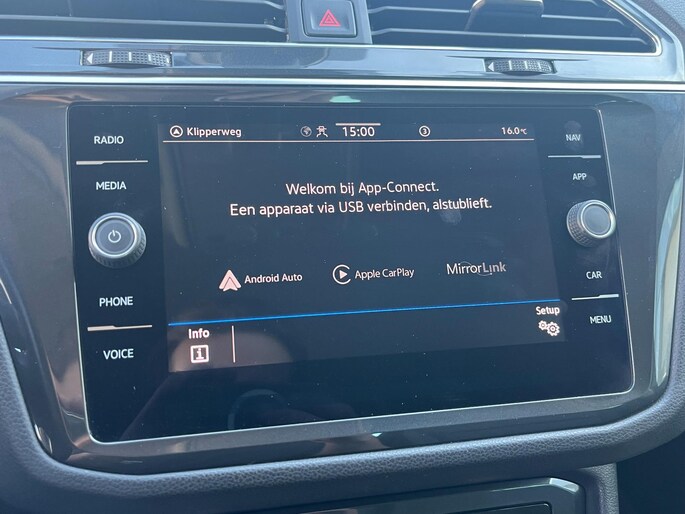 RADIO
MEDIA
PHONE
VOICE
Klipperweg 15:00 3 16.0°C
Welkom bij App-Connect.
Een apparaat via USB verbinden, alstublieft.
Android Auto Apple CarPlay MirrorLink
Info
i
Setup
NAV
APP
CAR
MENU